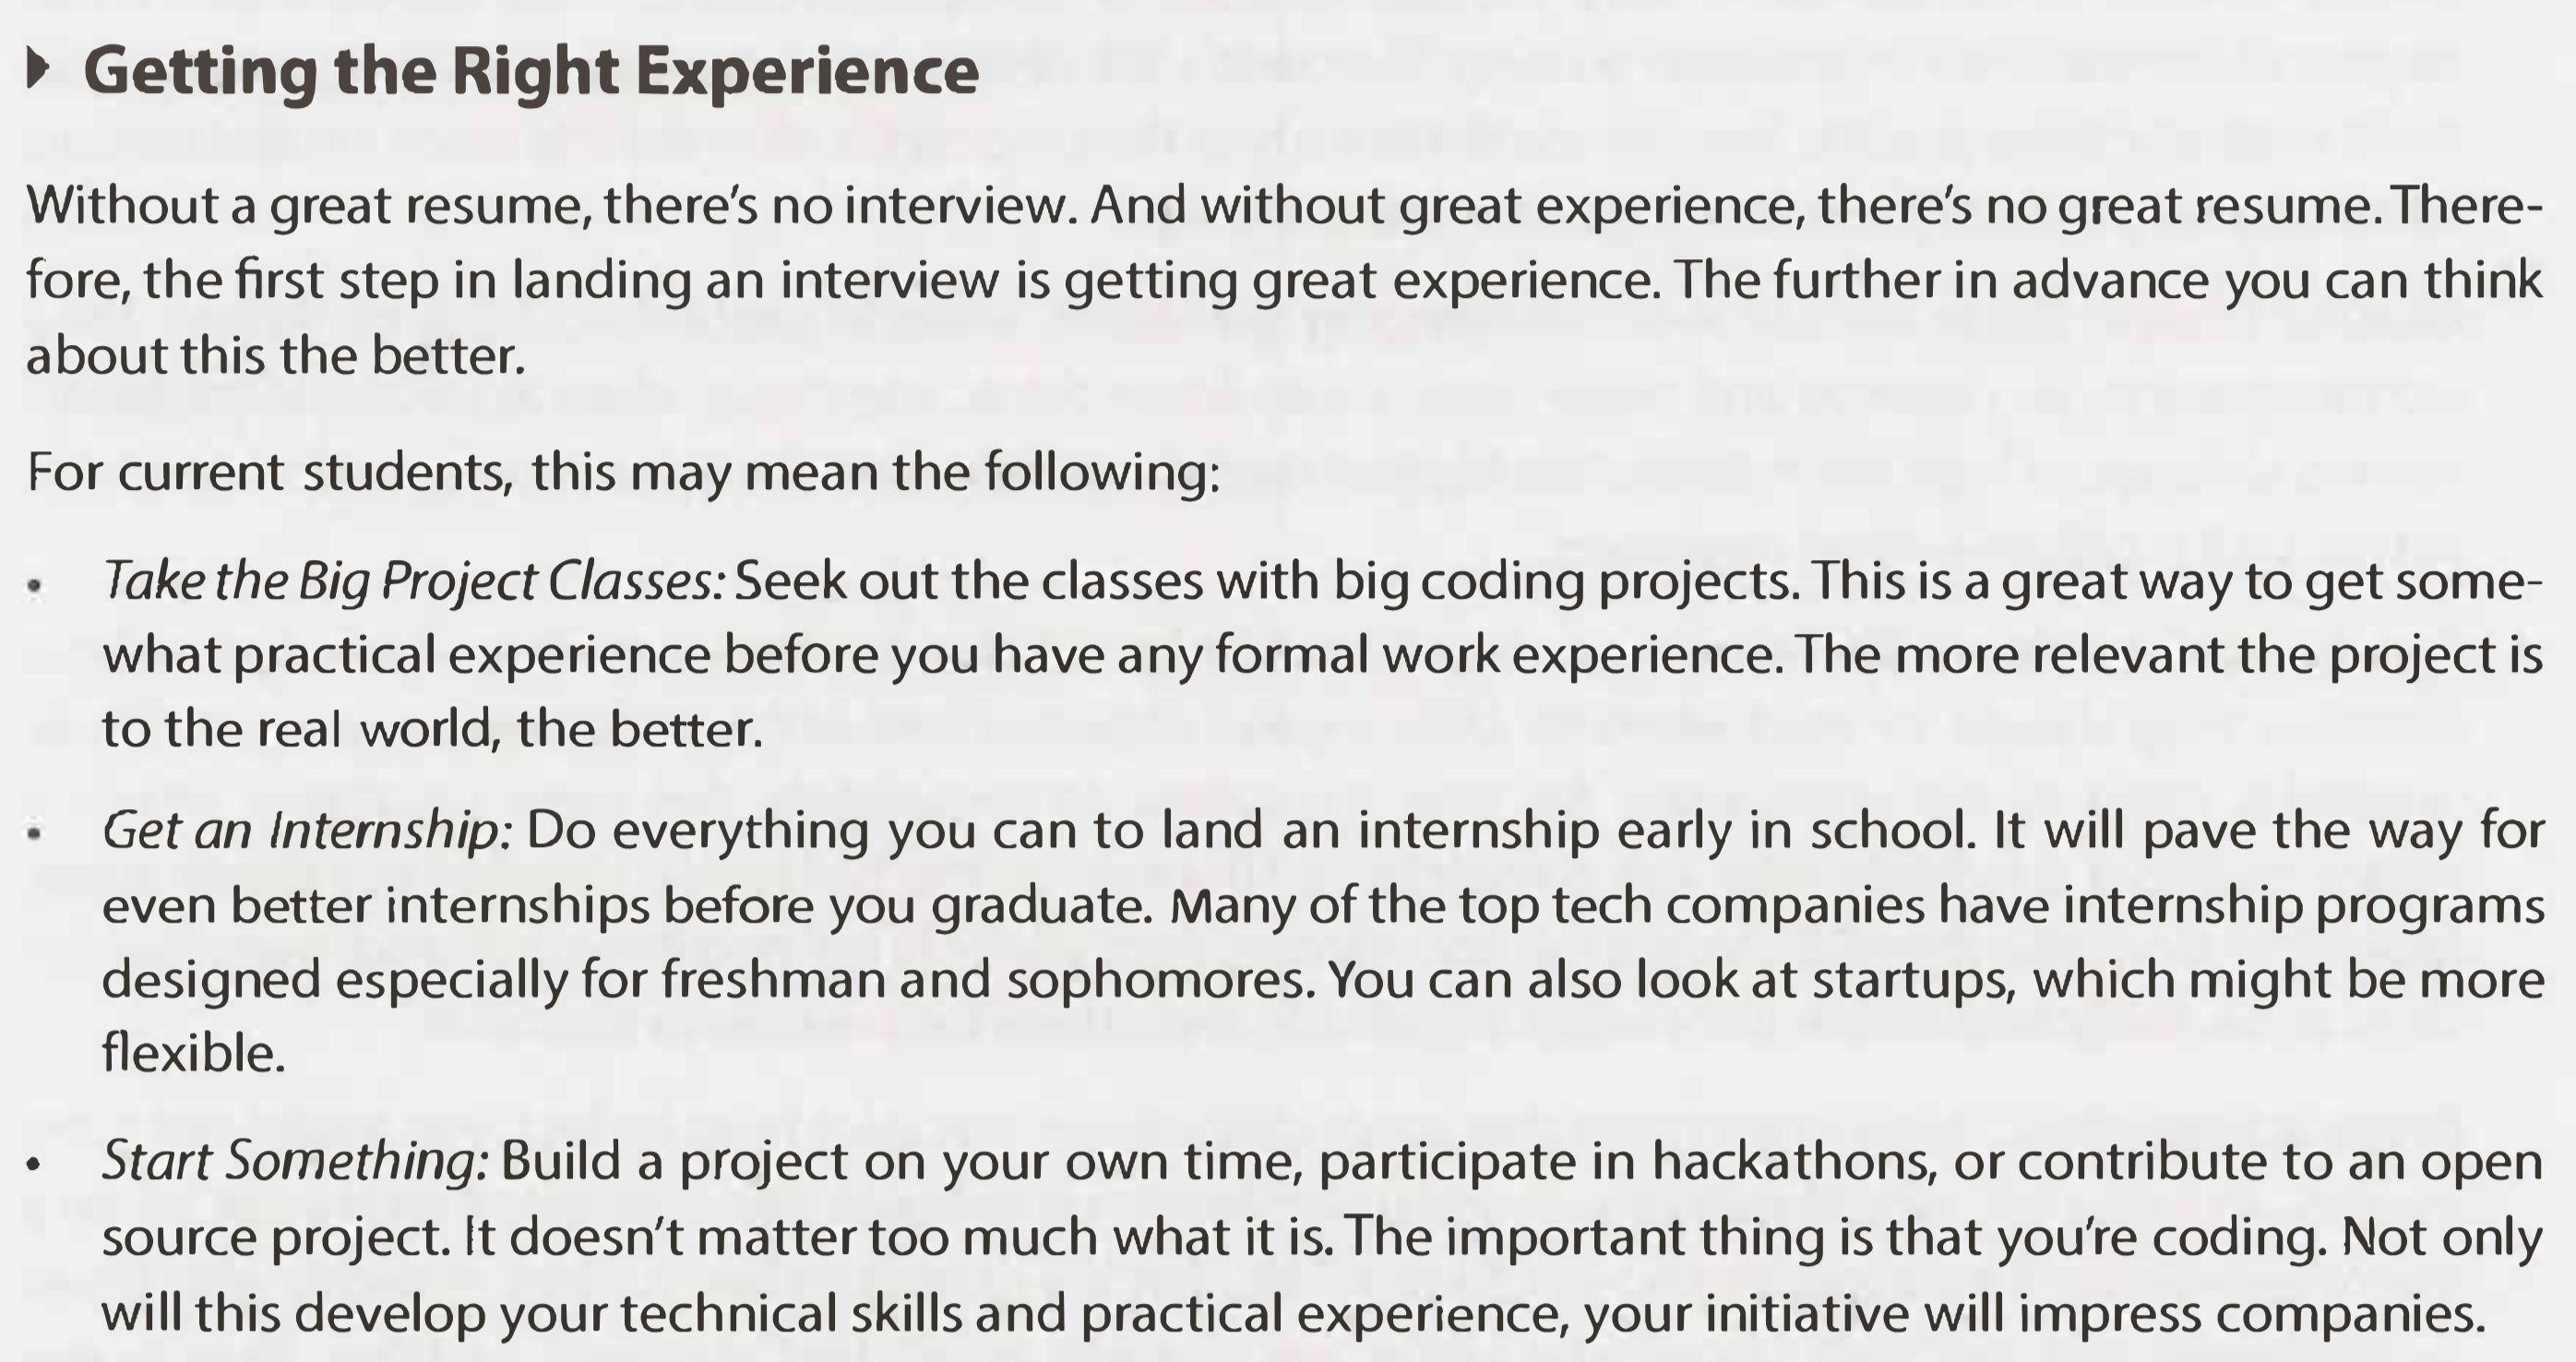 Getting the Right Experience
Without a great resume, there's no interview. And without great experience, there's no great resume. There-
fore, the first step in landing an interview is getting great experience. The further in advance you can think
about this the better.
For current students, this may mean the following:
• Take the Big Project Classes: Seek out the classes with big coding projects. This is a great way to get some-
what practical experience before you have any formal work experience. The more relevant the project is
to the real world, the better.
• Get an Internship: Do everything you can to land an internship early in school. It will pave the way for
even better internships before you graduate. Many of the top tech companies have internship programs
designed especially for freshman and sophomores. You can also look at startups, which might be more
flexible.
• Start Something: Build a project on your own time, participate in hackathons, or contribute to an open
source project. It doesn't matter too much what it is. The important thing is that you're coding. Not only
will this develop your technical skills and practical experience, your initiative will impress companies.